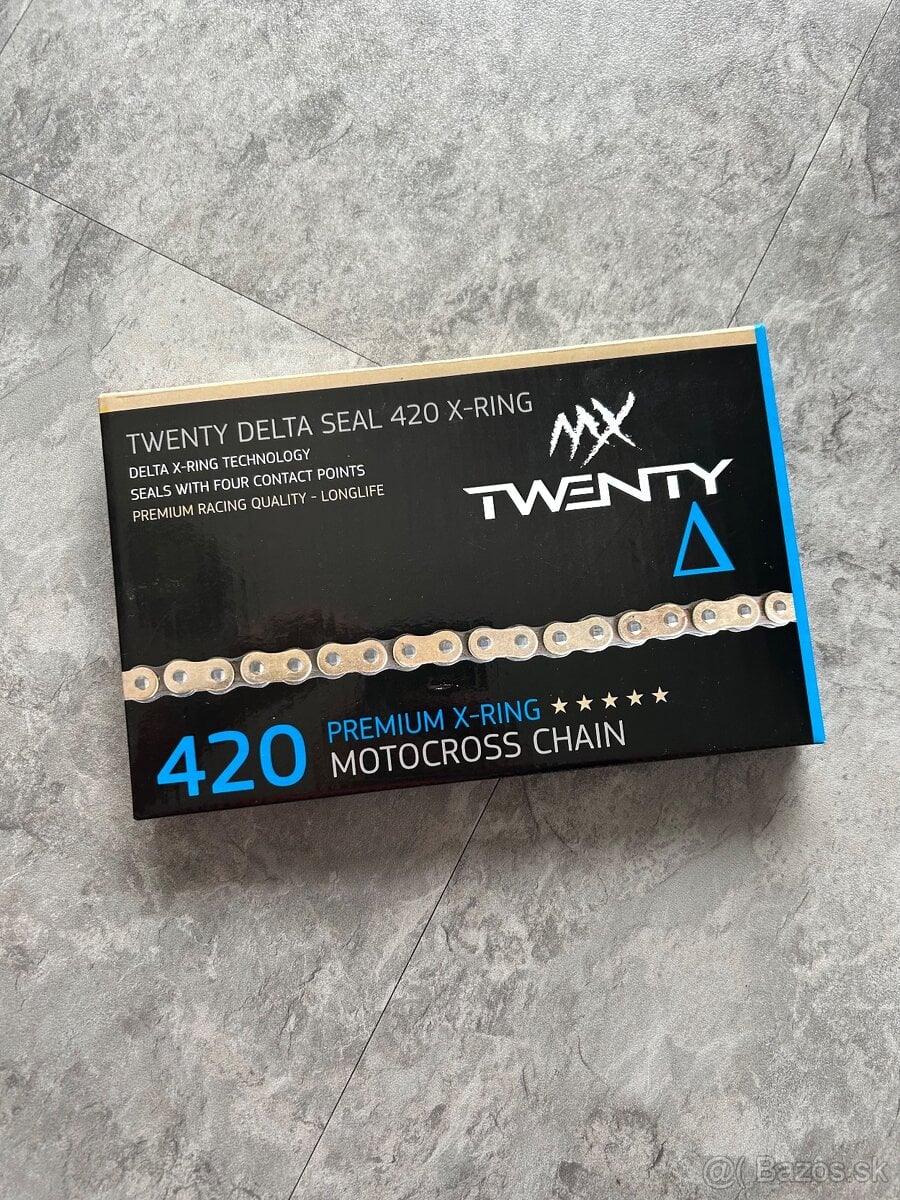 TWENTY DELTA SEAL 420 X-RING
DELTA X-RING TECHNOLOGY
SEALS WITH FOUR CONTACT POINTS
PREMIUM RACING QUALITY - LONGLIFE
MX
TWENTY
420
PREMIUM X-RING ★★★★★
MOTOCROSS CHAIN
@( Bazos.sk